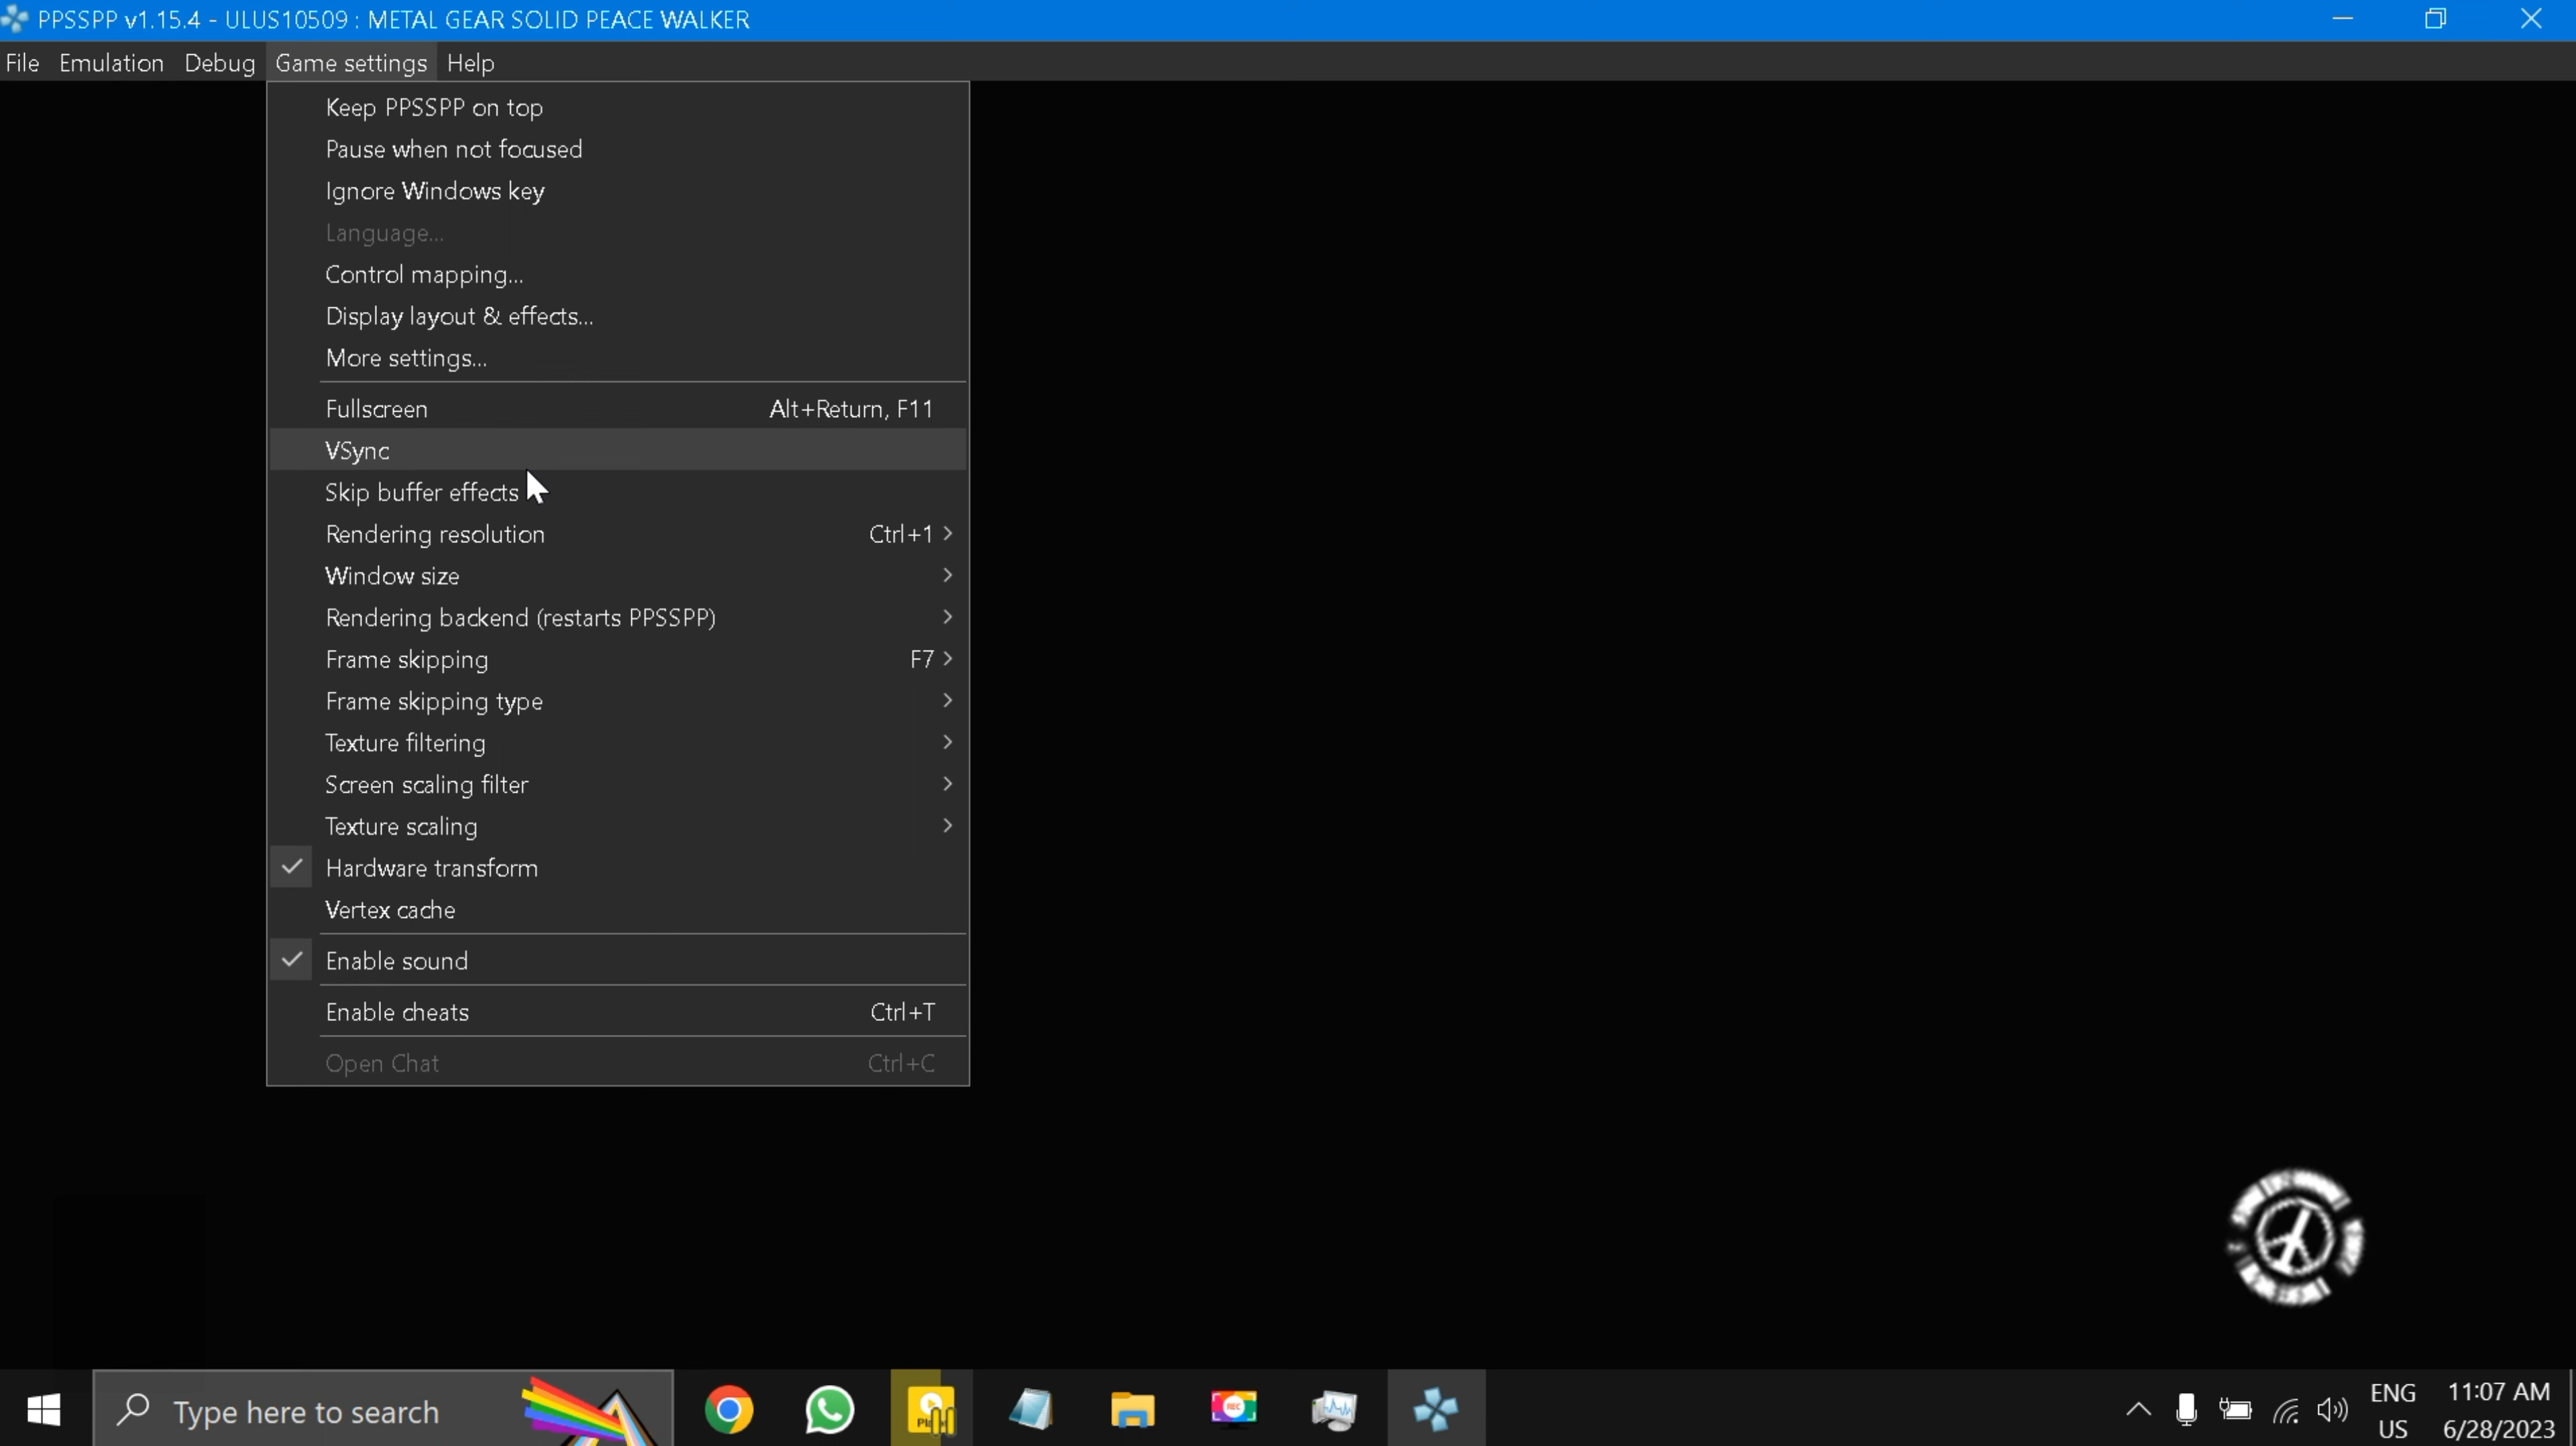 PPSSPP v1.15.4 - ULUS10509 : METAL GEAR SOLID PEACE WALKER
File Emulation Debug Game settings Help
Keep PPSSPP on top
Pause when not focused
Ignore Windows key
Language...
Control mapping...
Display layout & effects...
More settings...
Fullscreen Alt+Return, F11
VSync
Skip buffer effects
Rendering resolution Ctrl+1
Window size
Rendering backend (restarts PPSSPP)
Frame skipping F7
Frame skipping type
Texture filtering
Screen scaling filter
Texture scaling
Hardware transform
Vertex cache
Enable sound
Enable cheats Ctrl+T
Open Chat Ctrl+C
Type here to search
REC
ENG 11:07 AM
US 6/28/2023